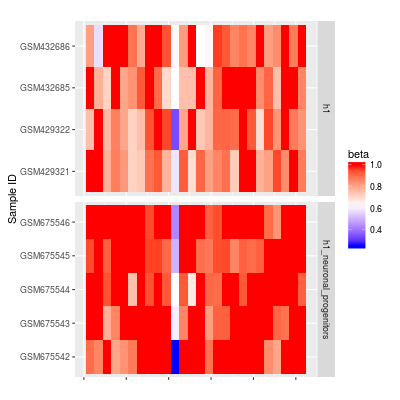 GSM432686
GSM432685
GSM429322
GSM429321
h1
GSM675546
GSM675545
GSM675544
GSM675543
GSM675542
h1_neuronal_progenitors
Sample ID
beta
1.0
0.8
0.6
0.4